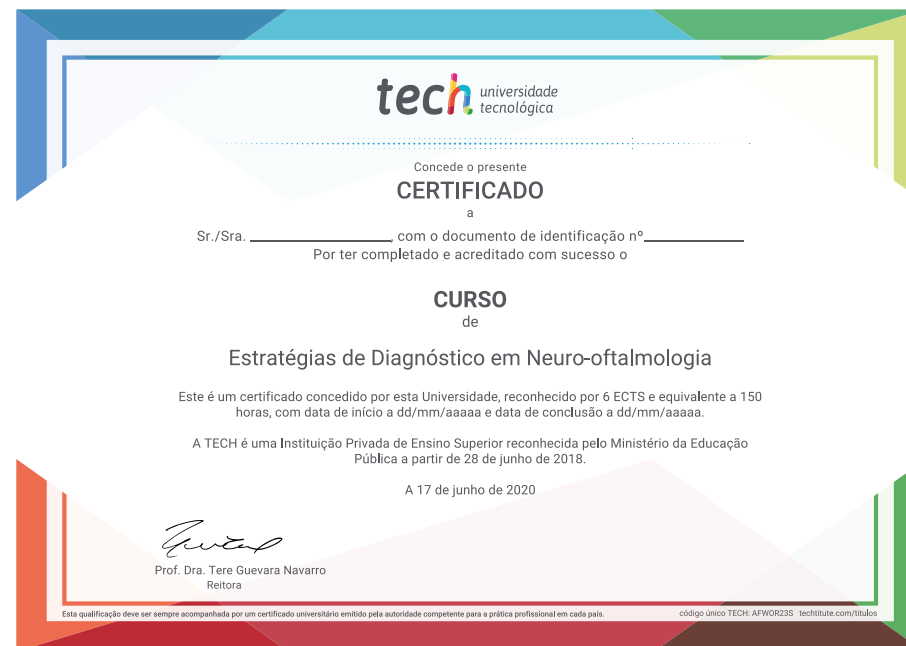 tech universidade
tecnológica
Concede o presente
CERTIFICADO
a
Sr./Sra. ____________________, com o documento de identificação nº______________
Por ter completado e acreditado com sucesso o
CURSO
de
Estratégias de Diagnóstico em Neuro-oftalmologia
Este é um certificado concedido por esta Universidade, reconhecido por 6 ECTS e equivalente a 150
horas, com data de início a dd/mm/aaaaa e data de conclusão a dd/mm/aaaaa.
A TECH é uma Instituição Privada de Ensino Superior reconhecida pelo Ministério da Educação
Pública a partir de 28 de junho de 2018.
A 17 de junho de 2020
Prof. Dra. Tere Guevara Navarro
Reitora
Esta qualificação deve ser sempre acompanhada por um certificado universitário emitido pela autoridade competente para a prática profissional em cada país.
código único TECH: AFWOR23S techtitute.com/titulos